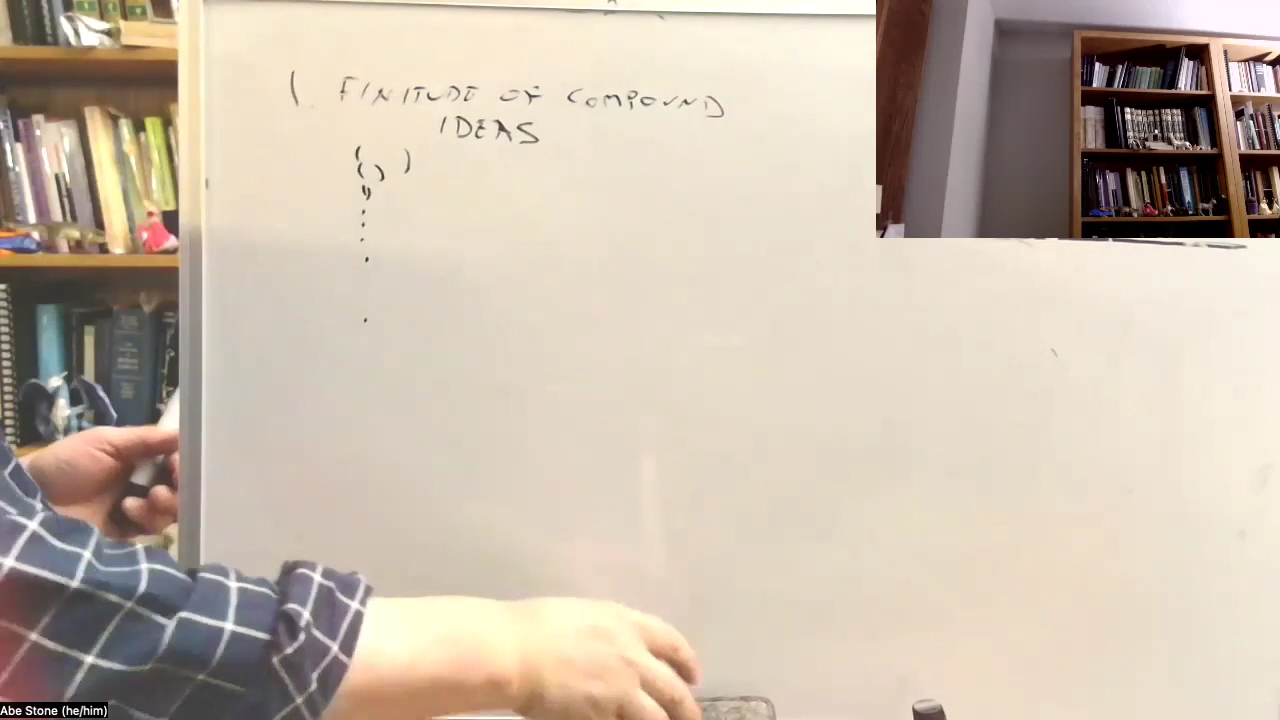 1. FINITUDE OF COMPOUND
IDEAS
( )
( )
Abe Stone (he/him)